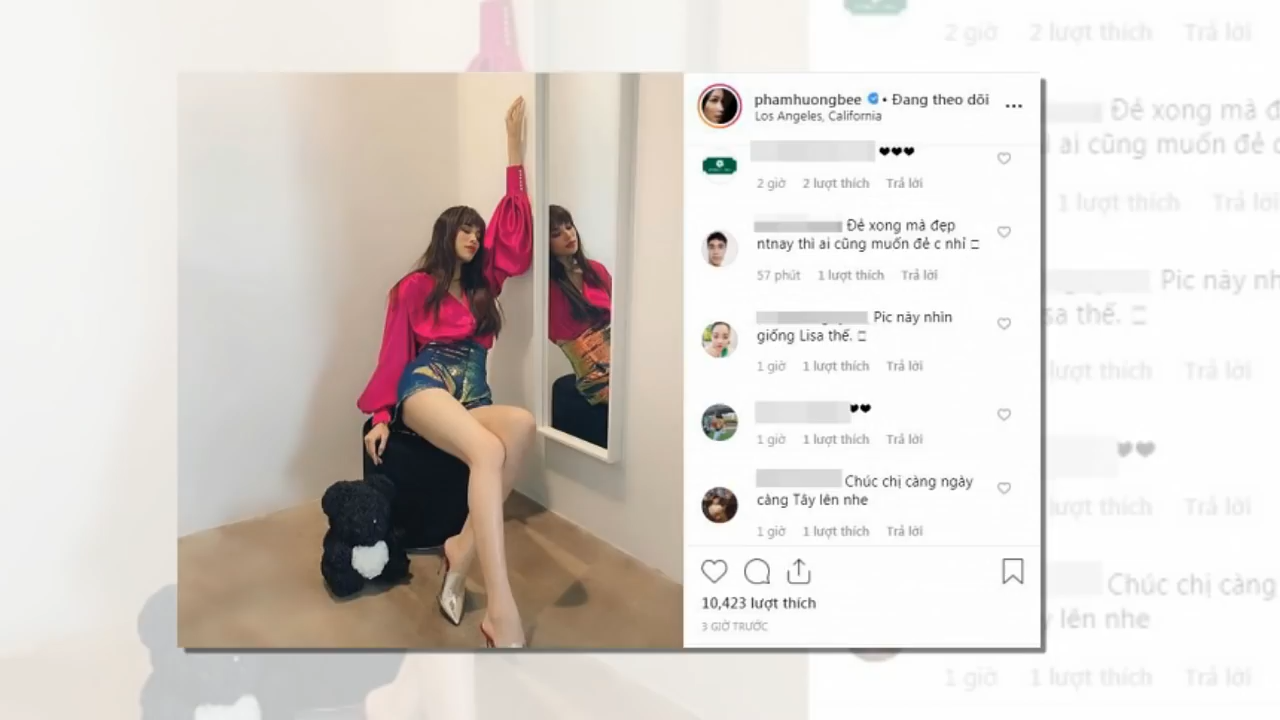 phamhuongbee • Đang theo dõi
Los Angeles, California
2 giờ 2 lượt thích Trả lời
Đẻ xong mà đẹp
ntnay thì ai cũng muốn đẻ c nhỉ
57 phút 1 lượt thích Trả lời
Pic này nhìn
giống Lisa thế.
1 giờ 1 lượt thích Trả lời
1 giờ 1 lượt thích Trả lời
Chúc chị càng ngày
càng Tây lên nhe
1 giờ 1 lượt thích Trả lời
10,423 lượt thích
3 GIỜ TRƯỚC
2 giờ 2 lượt thích Trả lời
Đẻ xong mà
ai cũng muốn đẻ
1 lượt thích Trả lời
Pic này
thế.
lượt thích Trả lời
lượt thích Trả lời
Chúc chị càng
lên nhe
1 giờ 1 lượt thích Trả lời